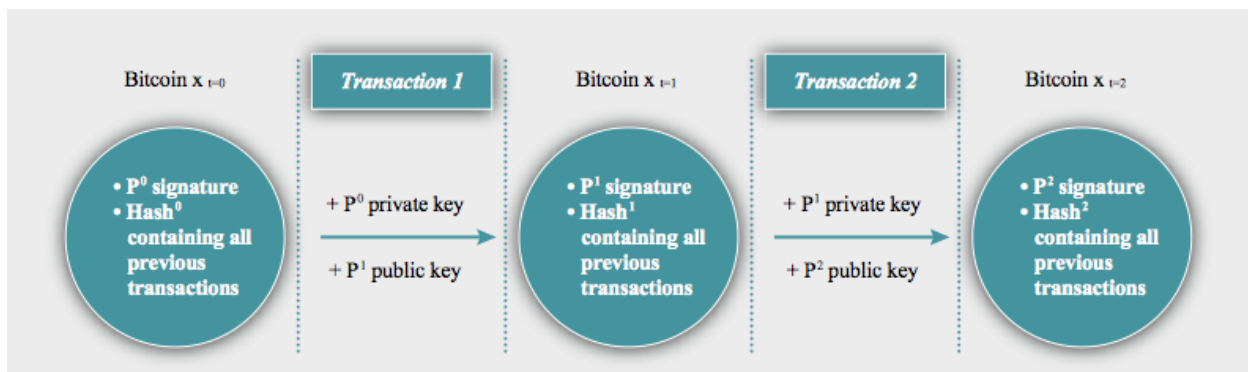 Bitcoin x t=0
Transaction 1
Bitcoin x t=1
Transaction 2
Bitcoin x t=2
• P⁰ signature
• Hash⁰
containing all
previous
transactions
+ P⁰ private key
+ P¹ public key
• P¹ signature
• Hash¹
containing all
previous
transactions
+ P¹ private key
+ P² public key
• P² signature
• Hash²
containing all
previous
transactions